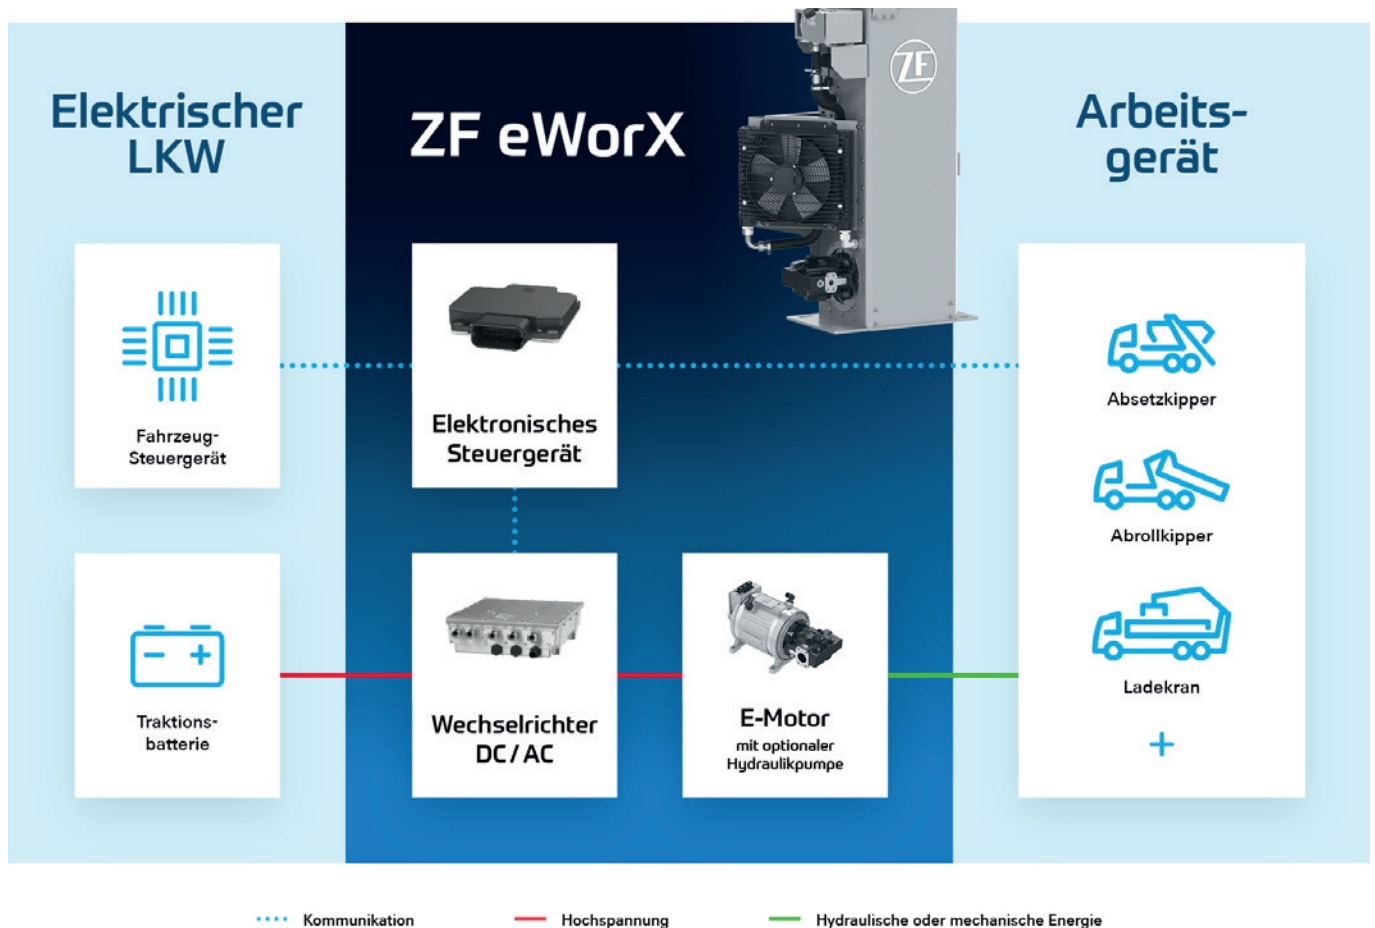 Elektrischer
LKW
ZF eWorX
ZF
Arbeits-
gerät
Fahrzeug-
Steuergerät
Elektronisches
Steuergerät
Absetzkipper
Abrollkipper
Ladekran
+
Traktions-
batterie
Wechselrichter
DC/AC
E-Motor
mit optionaler
Hydraulikpumpe
Kommunikation
Hochspannung
Hydraulische oder mechanische Energie